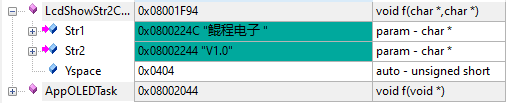 LcdShowStr2C... 0x08001F94 void f(char *,char *)
Str1 0x0800224C "鲲程电子 " param - char *
Str2 0x08002244 "V1.0" param - char *
Yspace 0x0404 auto - unsigned short
AppOLEDTask 0x08002044 void f(void *)